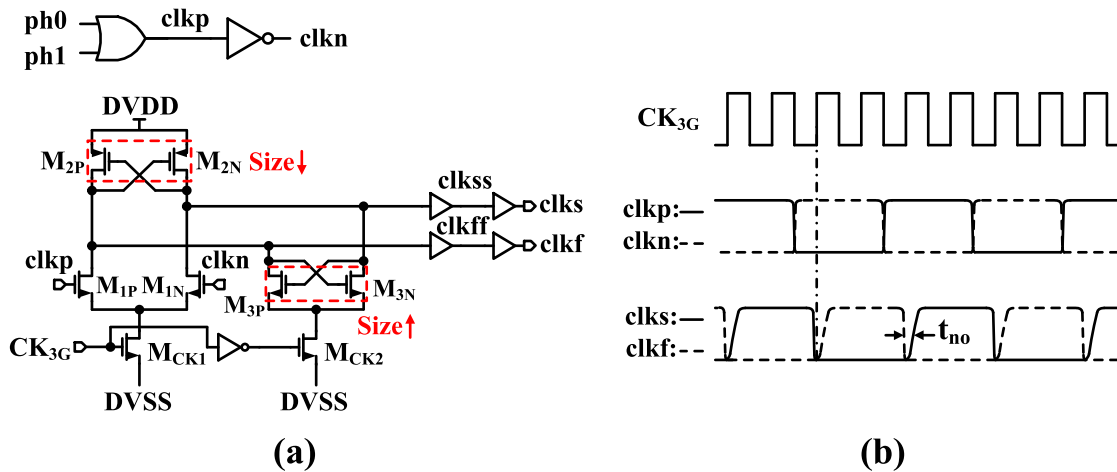 ph0
ph1
clkp
clkn
DVDD
M2P
M2N
Size↓
clkss
clks
clkff
clkf
clkp
clkn
M1P
M1N
M3P
M3N
Size↑
CK3G
MCK1
MCK2
DVSS
DVSS
(a)
CK3G
clkp:
clkn:
clks:
clkf:
tno
(b)